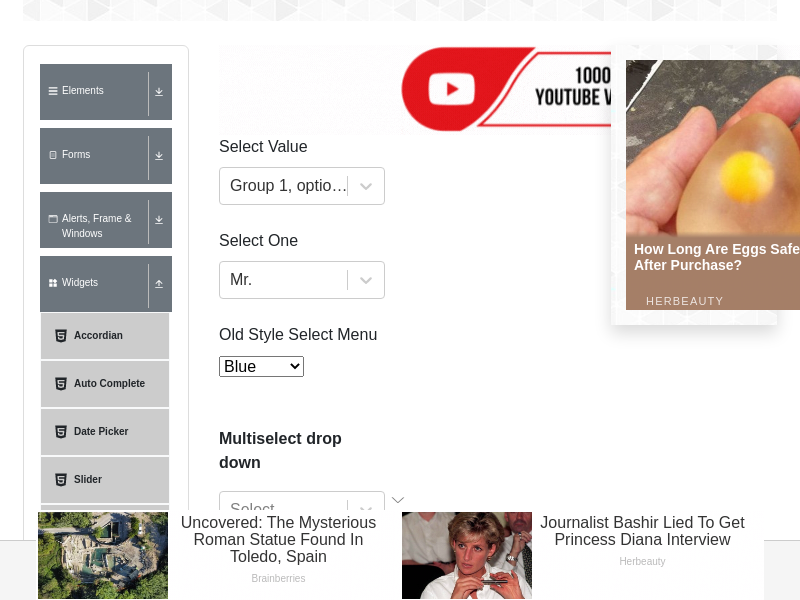 1000
YOUTUBE
Elements
Forms
Alerts, Frame &
Windows
Widgets
Accordian
Auto Complete
Date Picker
Slider
Select Value
Group 1, optio...
Select One
Mr.
Old Style Select Menu
Blue
Multiselect drop
down
Select...
How Long Are Eggs Safe
After Purchase?
HERBEAUTY
Uncovered: The Mysterious
Roman Statue Found In
Toledo, Spain
Brainberries
Journalist Bashir Lied To Get
Princess Diana Interview
Herbeauty